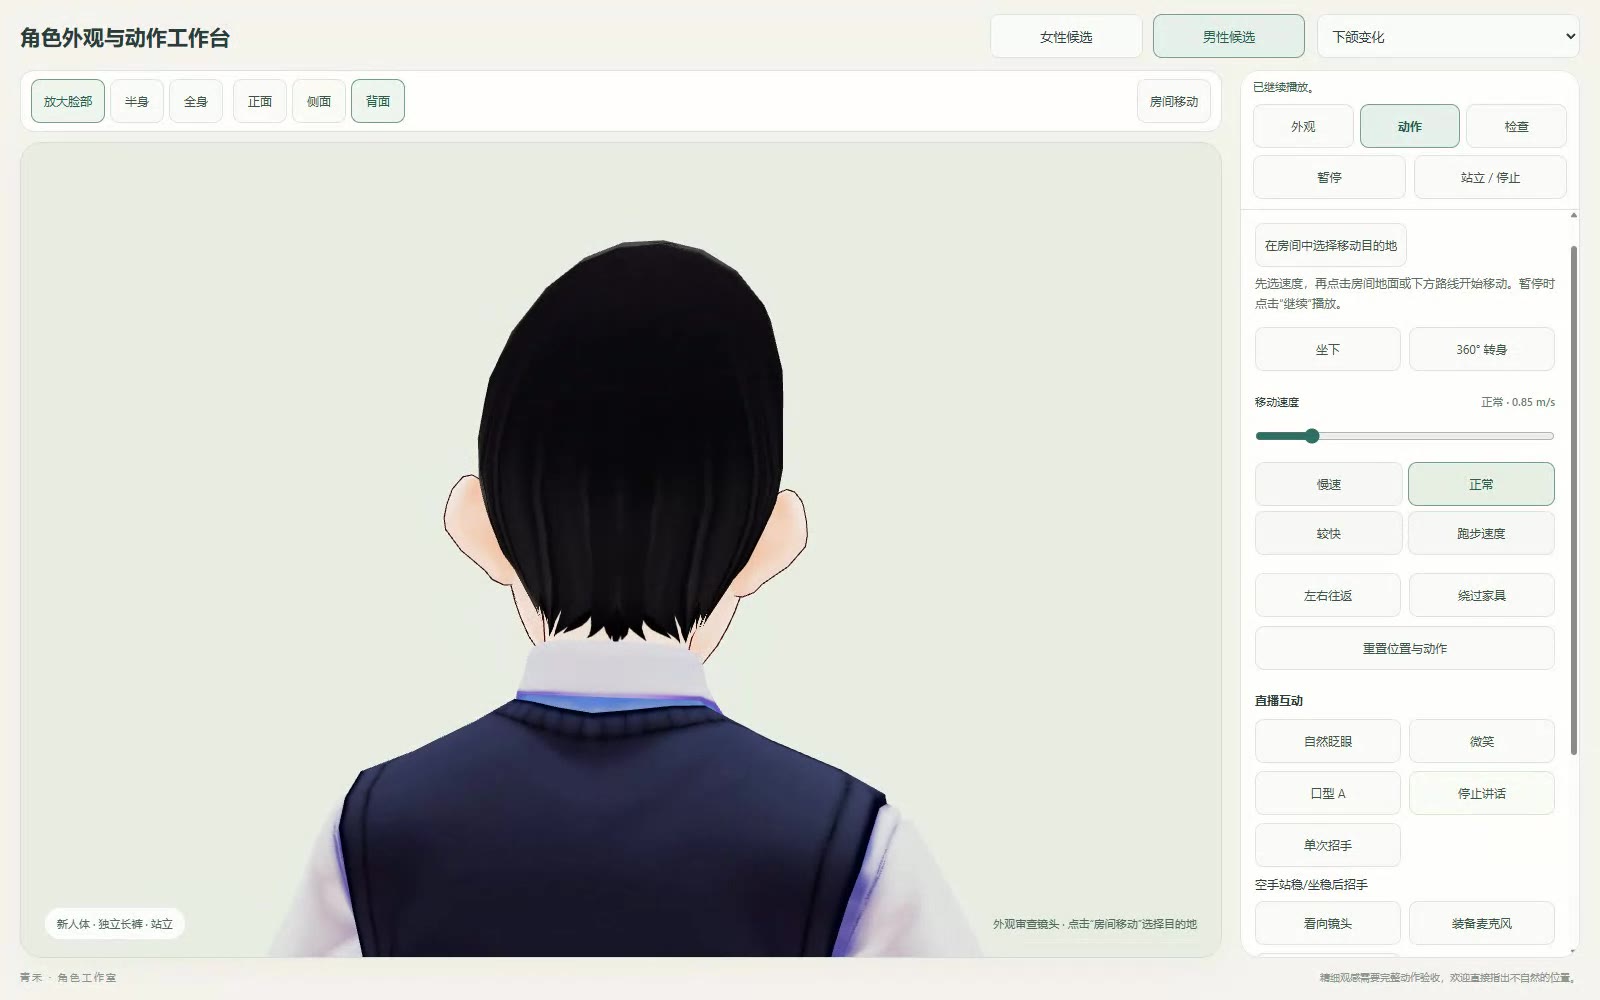 角色外观与动作工作台
女性候选
男性候选
下颌变化
放大脸部
半身
全身
正面
侧面
背面
房间移动
已继续播放。
外观
动作
检查
暂停
站立 / 停止
在房间中选择移动目的地
先选速度，再点击房间地面或下方路线开始移动。暂停时
点击“继续”播放。
坐下
360° 转身
移动速度
正常 · 0.85 m/s
慢速
正常
较快
跑步速度
左右往返
绕过家具
重置位置与动作
直播互动
自然眨眼
微笑
口型 A
停止讲话
单次招手
空手站稳/坐稳后招手
看向镜头
装备麦克风
新人体 · 独立长裤 · 站立
外观审查镜头 · 点击“房间移动”选择目的地
青禾 · 角色工作室
精细观感需要完整动作验收，欢迎直接指出不自然的位置。